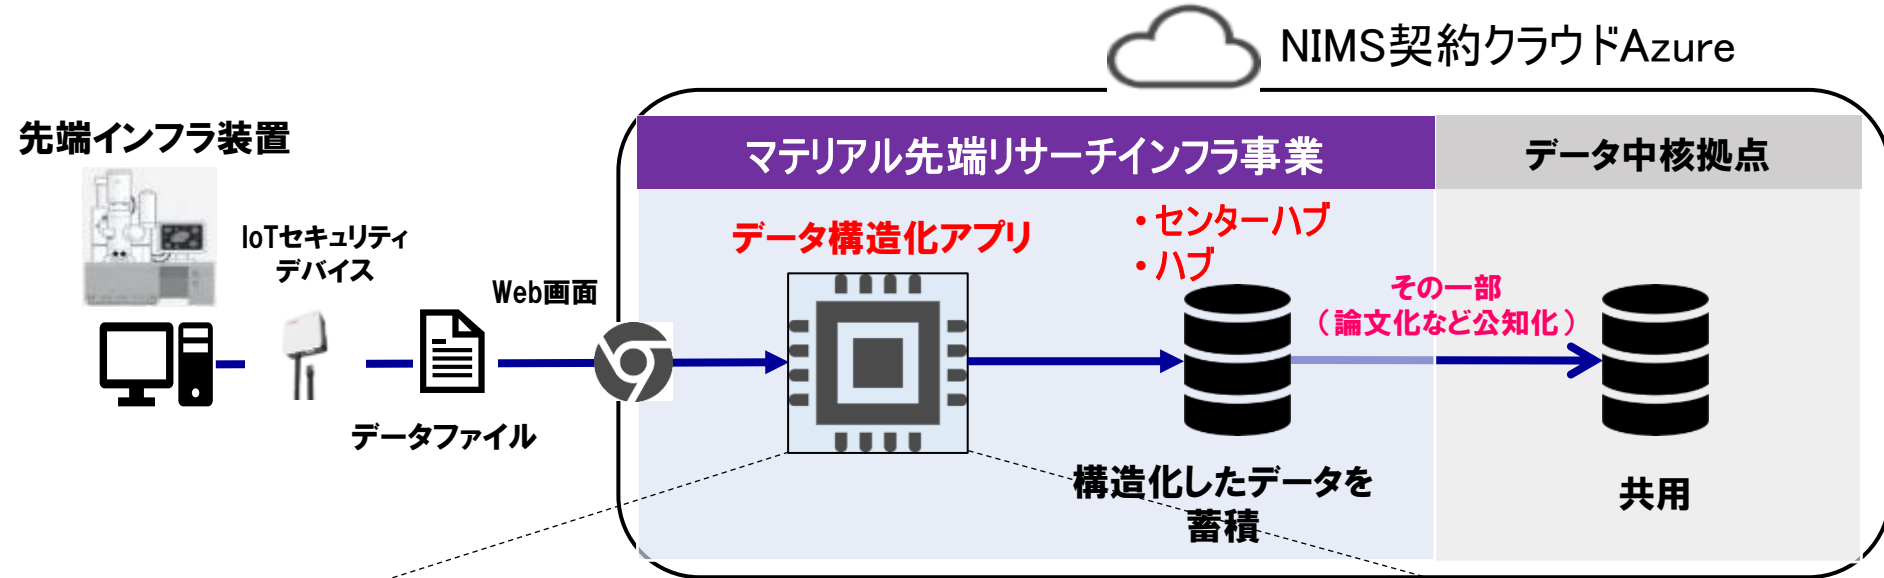 NIMS契約クラウドAzure
先端インフラ装置
マテリアル先端リサーチインフラ事業
データ中核拠点
IoTセキュリティ
デバイス
Web画面
データファイル
データ構造化アプリ
・センターハブ
・ハブ
その一部
（論文化など公知化）
構造化したデータを
蓄積
共用